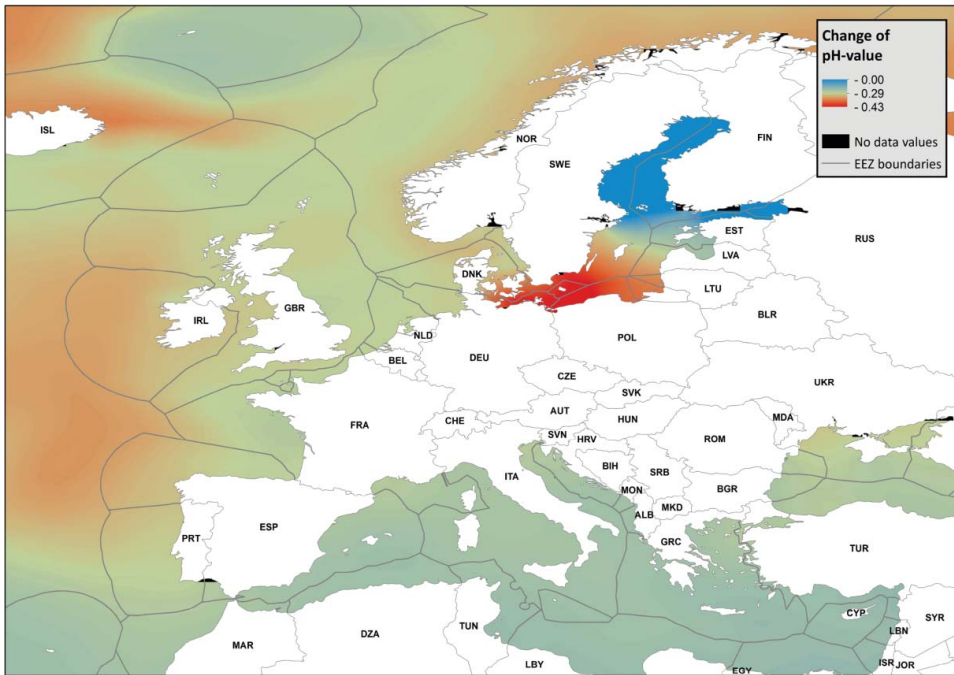 Change of
pH-value
- 0.00
- 0.29
- 0.43
No data values
EEZ boundaries
ISL
NOR
FIN
SWE
EST
RUS
LVA
DNK
LTU
GBR
IRL
BLR
NLD
POL
DEU
BEL
CZE
UKR
SVK
AUT
MDA
FRA
CHE
HUN
SVN
HRV
ROM
ITA
BIH
SRB
MON
BGR
ALB
MKD
ESP
PRT
GRC
TUR
CYP
SYR
TUN
LBN
DZA
MAR
LBY
ISR
JOR
EGY